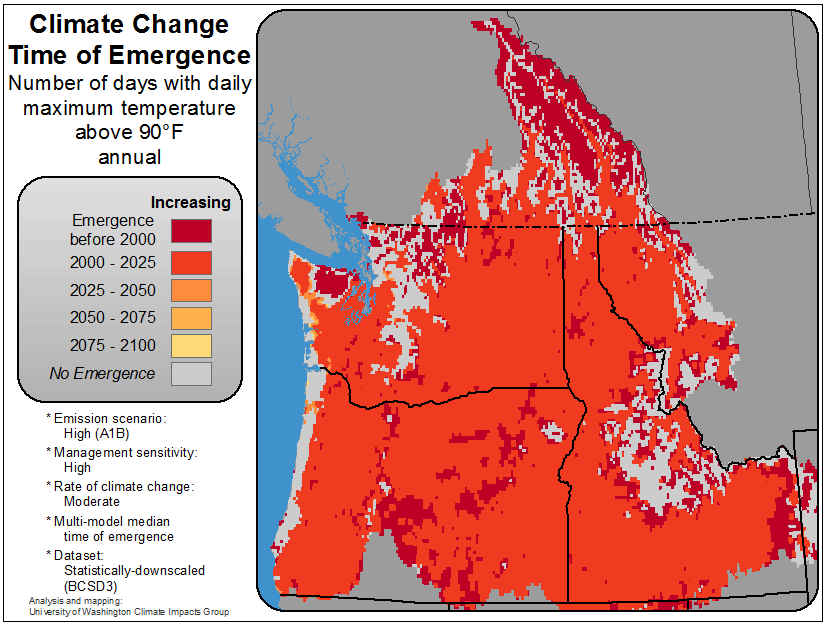 Climate Change
Time of Emergence
Number of days with daily
maximum temperature
above 90°F
annual
Increasing
Emergence
before 2000
2000 - 2025
2025 - 2050
2050 - 2075
2075 - 2100
No Emergence
* Emission scenario:
High (A1B)
* Management sensitivity:
High
* Rate of climate change:
Moderate
* Multi-model median
time of emergence
* Dataset:
Statistically-downscaled
(BCSD3)
Analysis and mapping:
University of Washington Climate Impacts Group